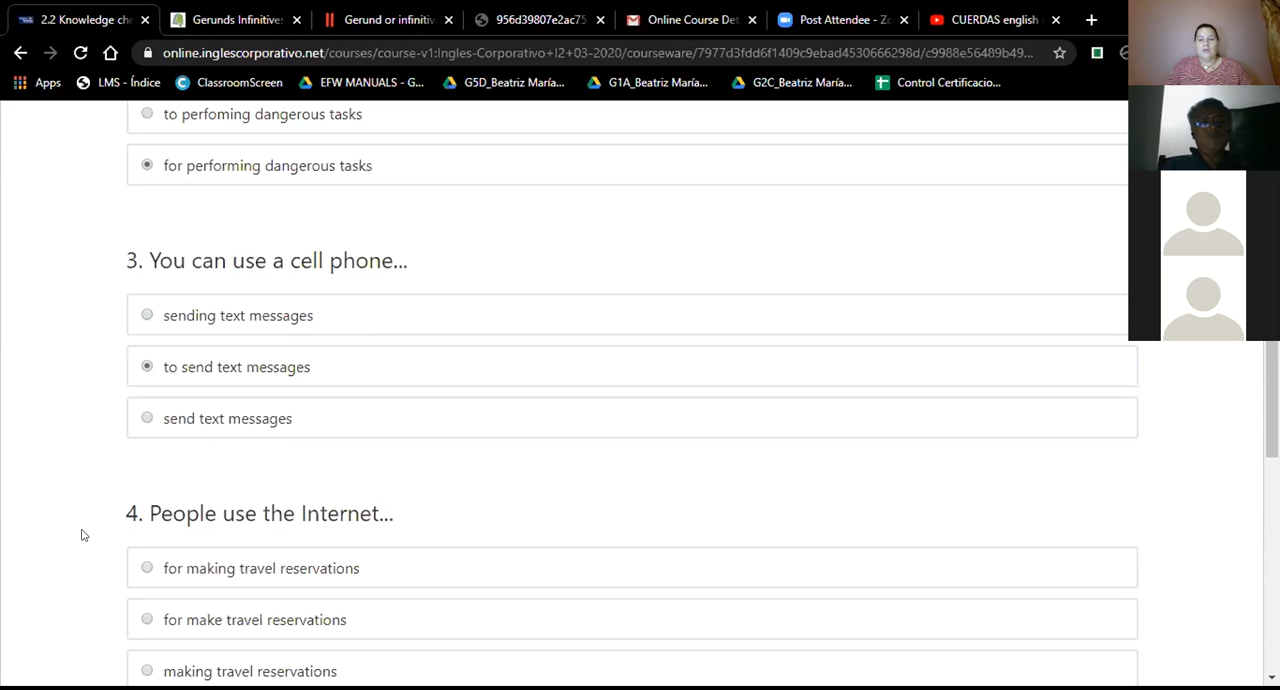 2.2 Knowledge che
Gerunds Infinitives
Gerund or infinitiv
956d39807e2ac75
Online Course Det
Post Attendee - Zo
CUERDAS english
online.inglescorporativo.net/courses/course-v1:Ingles-Corporativo+I2+03-2020/courseware/7977d3fdd6f1409c9ebad4530666298d/c9988e56489b49...
Apps
LMS - Índice
ClassroomScreen
EFW MANUALS - G...
G5D_Beatriz María...
G1A_Beatriz María...
G2C_Beatriz María...
Control Certificacio...
to perfoming dangerous tasks
for performing dangerous tasks
3. You can use a cell phone...
sending text messages
to send text messages
send text messages
4. People use the Internet...
for making travel reservations
for make travel reservations
making travel reservations